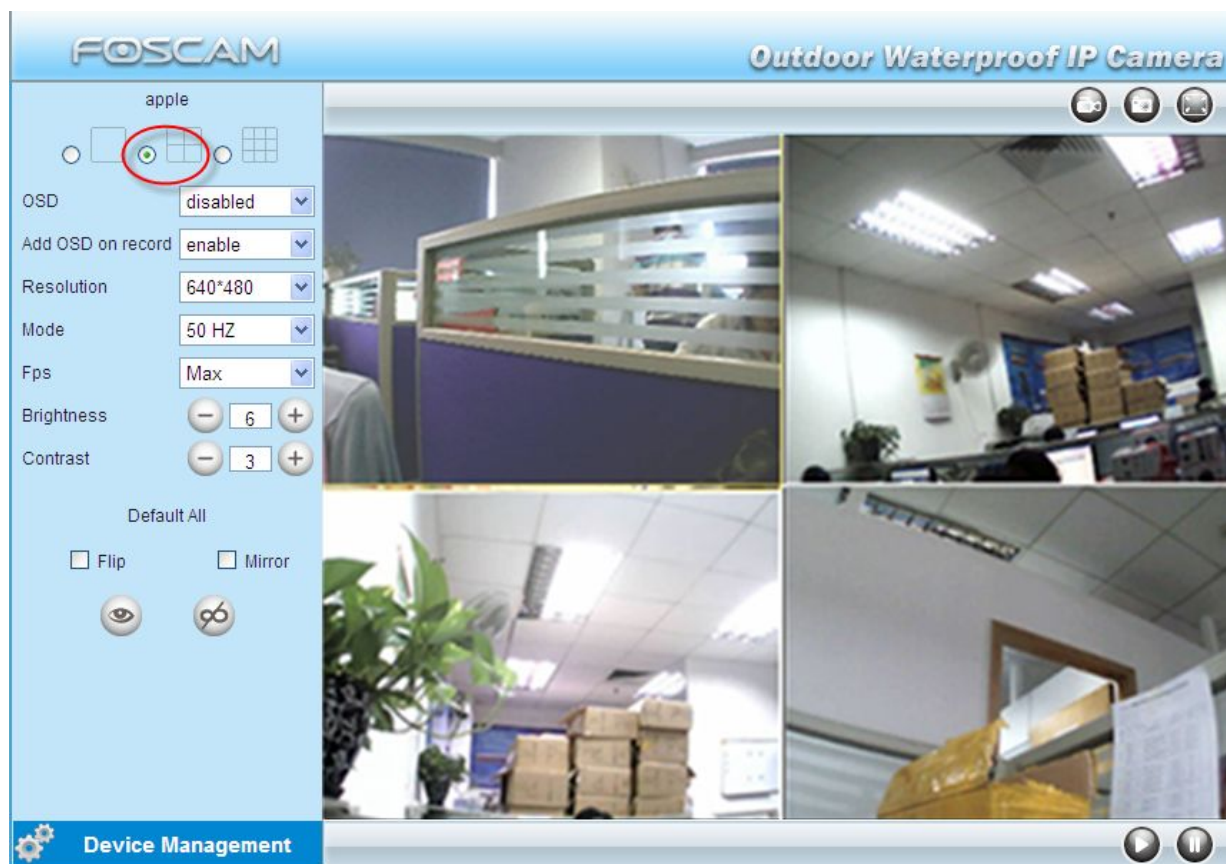 FOSCAM
Outdoor Waterproof IP Camera
apple
OSD disabled
Add OSD on record enable
Resolution 640*480
Mode 50 HZ
Fps Max
Brightness 6
Contrast 3
Default All
Flip Mirror
Device Management